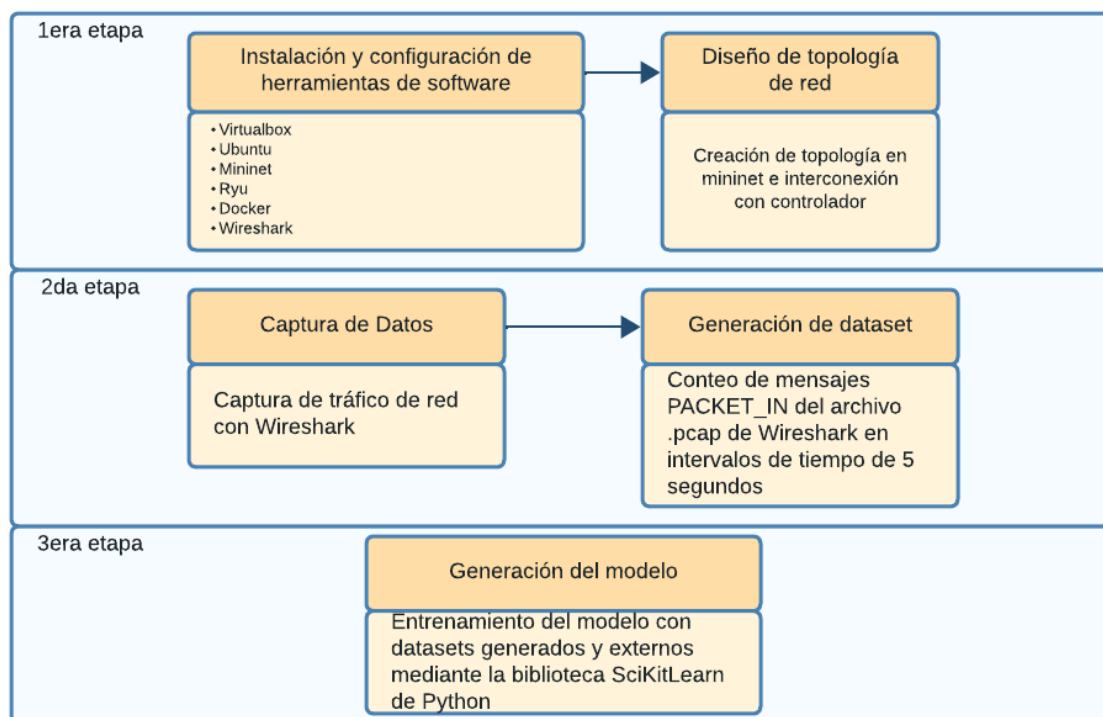 1era etapa
Instalación y configuración de
herramientas de software
• Virtualbox
• Ubuntu
• Mininet
• Ryu
• Docker
• Wireshark
Diseño de topología
de red
Creación de topología en
mininet e interconexión
con controlador
2da etapa
Captura de Datos
Captura de tráfico de red
con Wireshark
Generación de dataset
Conteo de mensajes
PACKET_IN del archivo
.pcap de Wireshark en
intervalos de tiempo de 5
segundos
3era etapa
Generación del modelo
Entrenamiento del modelo con
datasets generados y externos
mediante la biblioteca SciKitLearn
de Python